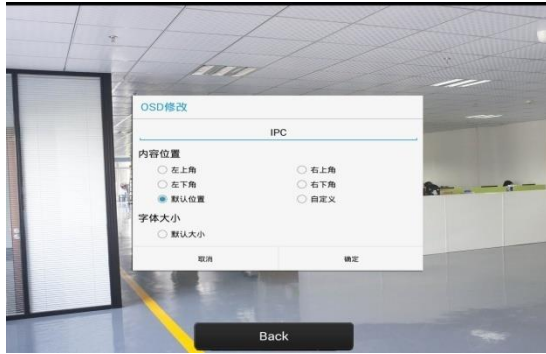 OSD修改
IPC
内容位置
左上角 右上角
左下角 右下角
默认位置 自定义
字体大小
默认大小
取消 确定
Back